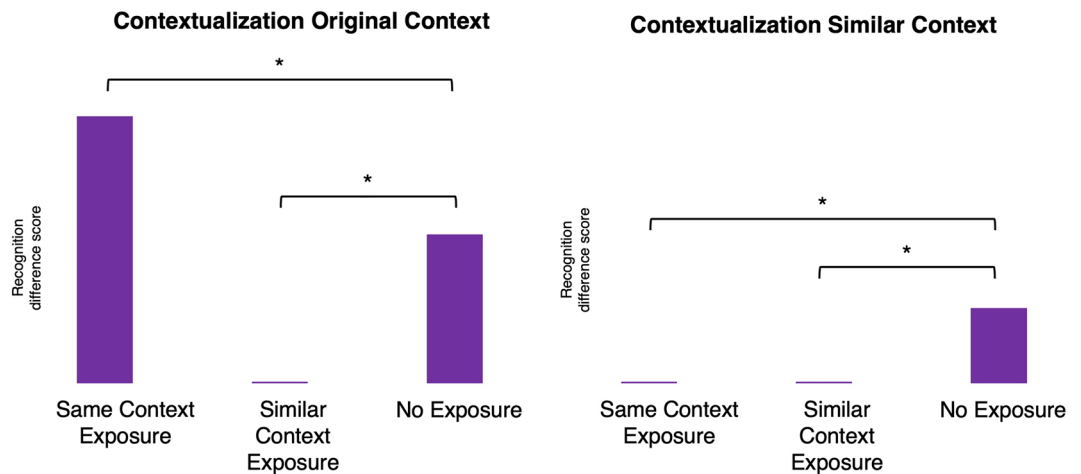 Contextualization Original Context
*
*
Recognition
difference score
Same Context
Exposure
Similar
Context
Exposure
No Exposure
Contextualization Similar Context
*
*
Recognition
difference score
Same Context
Exposure
Similar
Context
Exposure
No Exposure